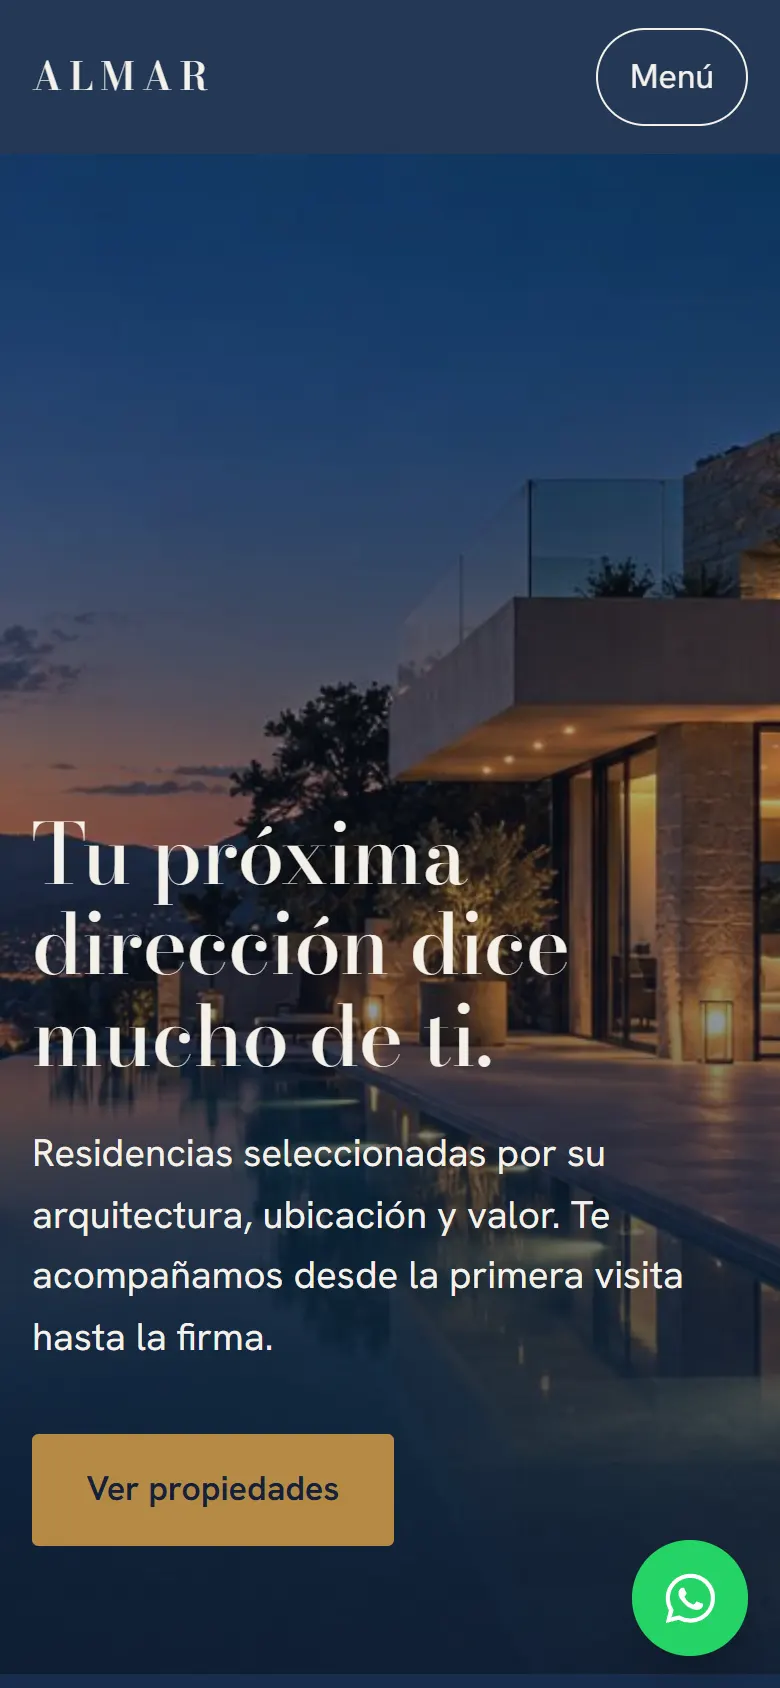 ALMAR
Menú
Tu próxima
dirección dice
mucho de ti.
Residencias seleccionadas por su
arquitectura, ubicación y valor. Te
acompañamos desde la primera visita
hasta la firma.
Ver propiedades